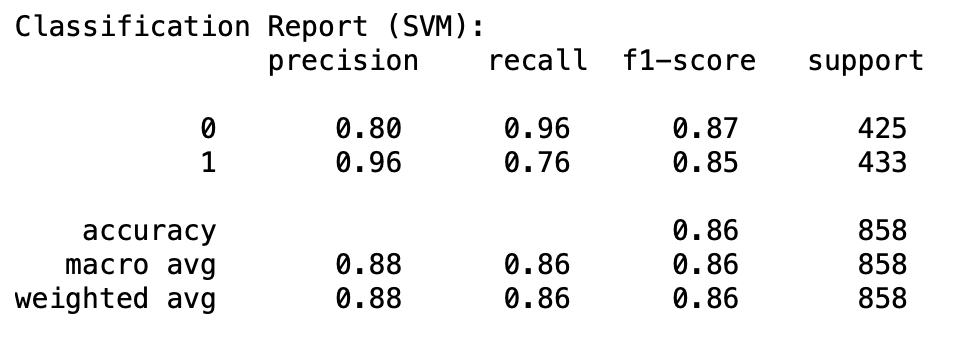 Classification Report (SVM):
precision recall f1-score support
0 0.80 0.96 0.87 425
1 0.96 0.76 0.85 433
accuracy 0.86 858
macro avg 0.88 0.86 0.86 858
weighted avg 0.88 0.86 0.86 858